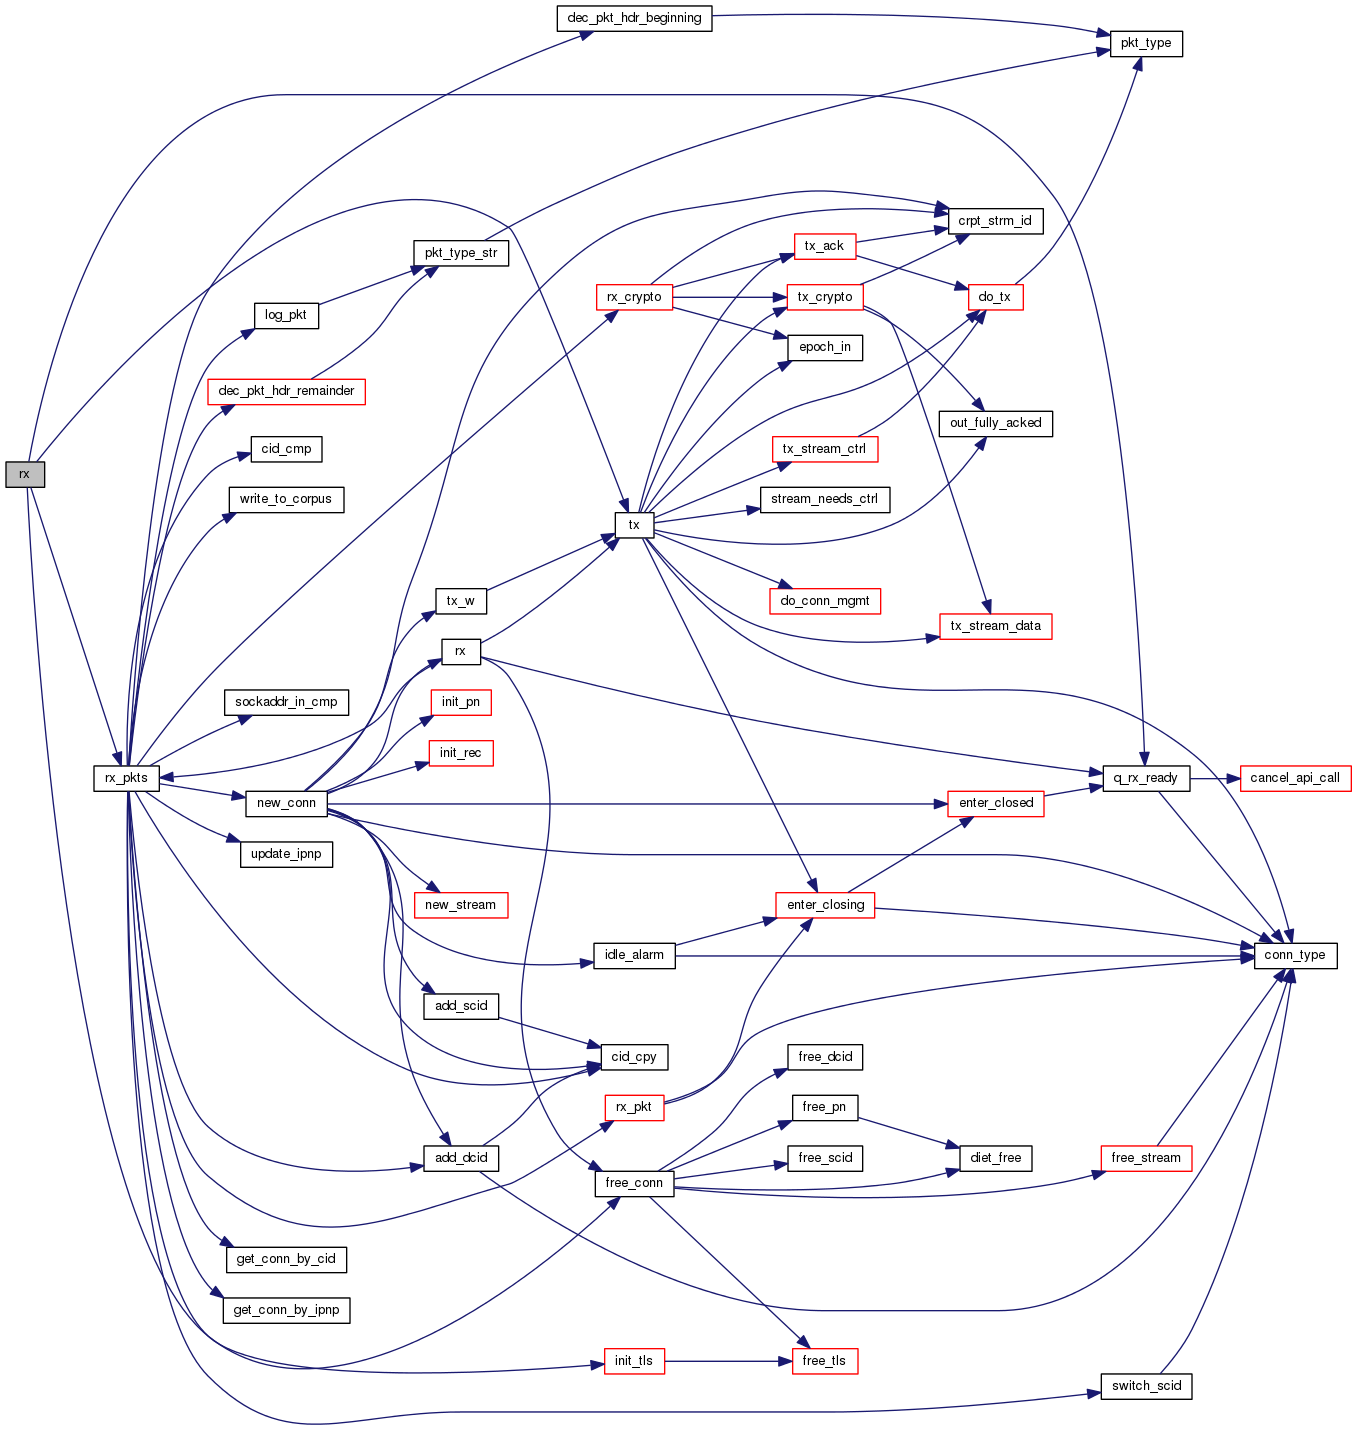 dec_pkt_hdr_beginning
pkt_type
crpt_strm_id
tx_ack
pkt_type_str
rx_crypto
tx_crypto
do_tx
log_pkt
epoch_in
dec_pkt_hdr_remainder
out_fully_acked
cid_cmp
tx_stream_ctrl
rx
write_to_corpus
stream_needs_ctrl
tx
tx_w
do_conn_mgmt
tx_stream_data
rx
sockaddr_in_cmp
init_pn
init_rec
rx_pkts
q_rx_ready
cancel_api_call
new_conn
enter_closed
update_ipnp
new_stream
enter_closing
idle_alarm
conn_type
add_scid
cid_cpy
free_dcid
rx_pkt
free_pn
add_dcid
free_scid
diet_free
free_stream
free_conn
get_conn_by_cid
get_conn_by_ipnp
init_tls
free_tls
switch_scid